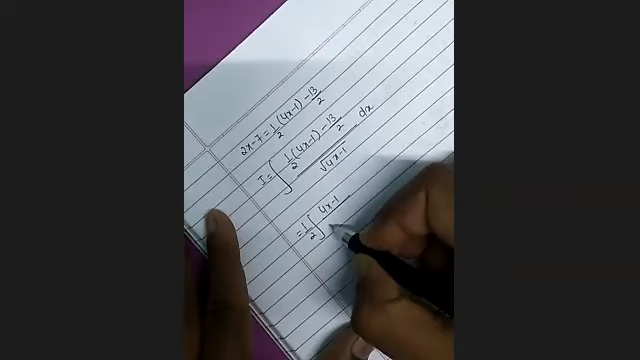 2x-7 = 1/2 (4x-1) - 13/2
I = ∫ (1/2 (4x-1) - 13/2) / √4x-1 dx
= 1/2 ∫ 4x-1